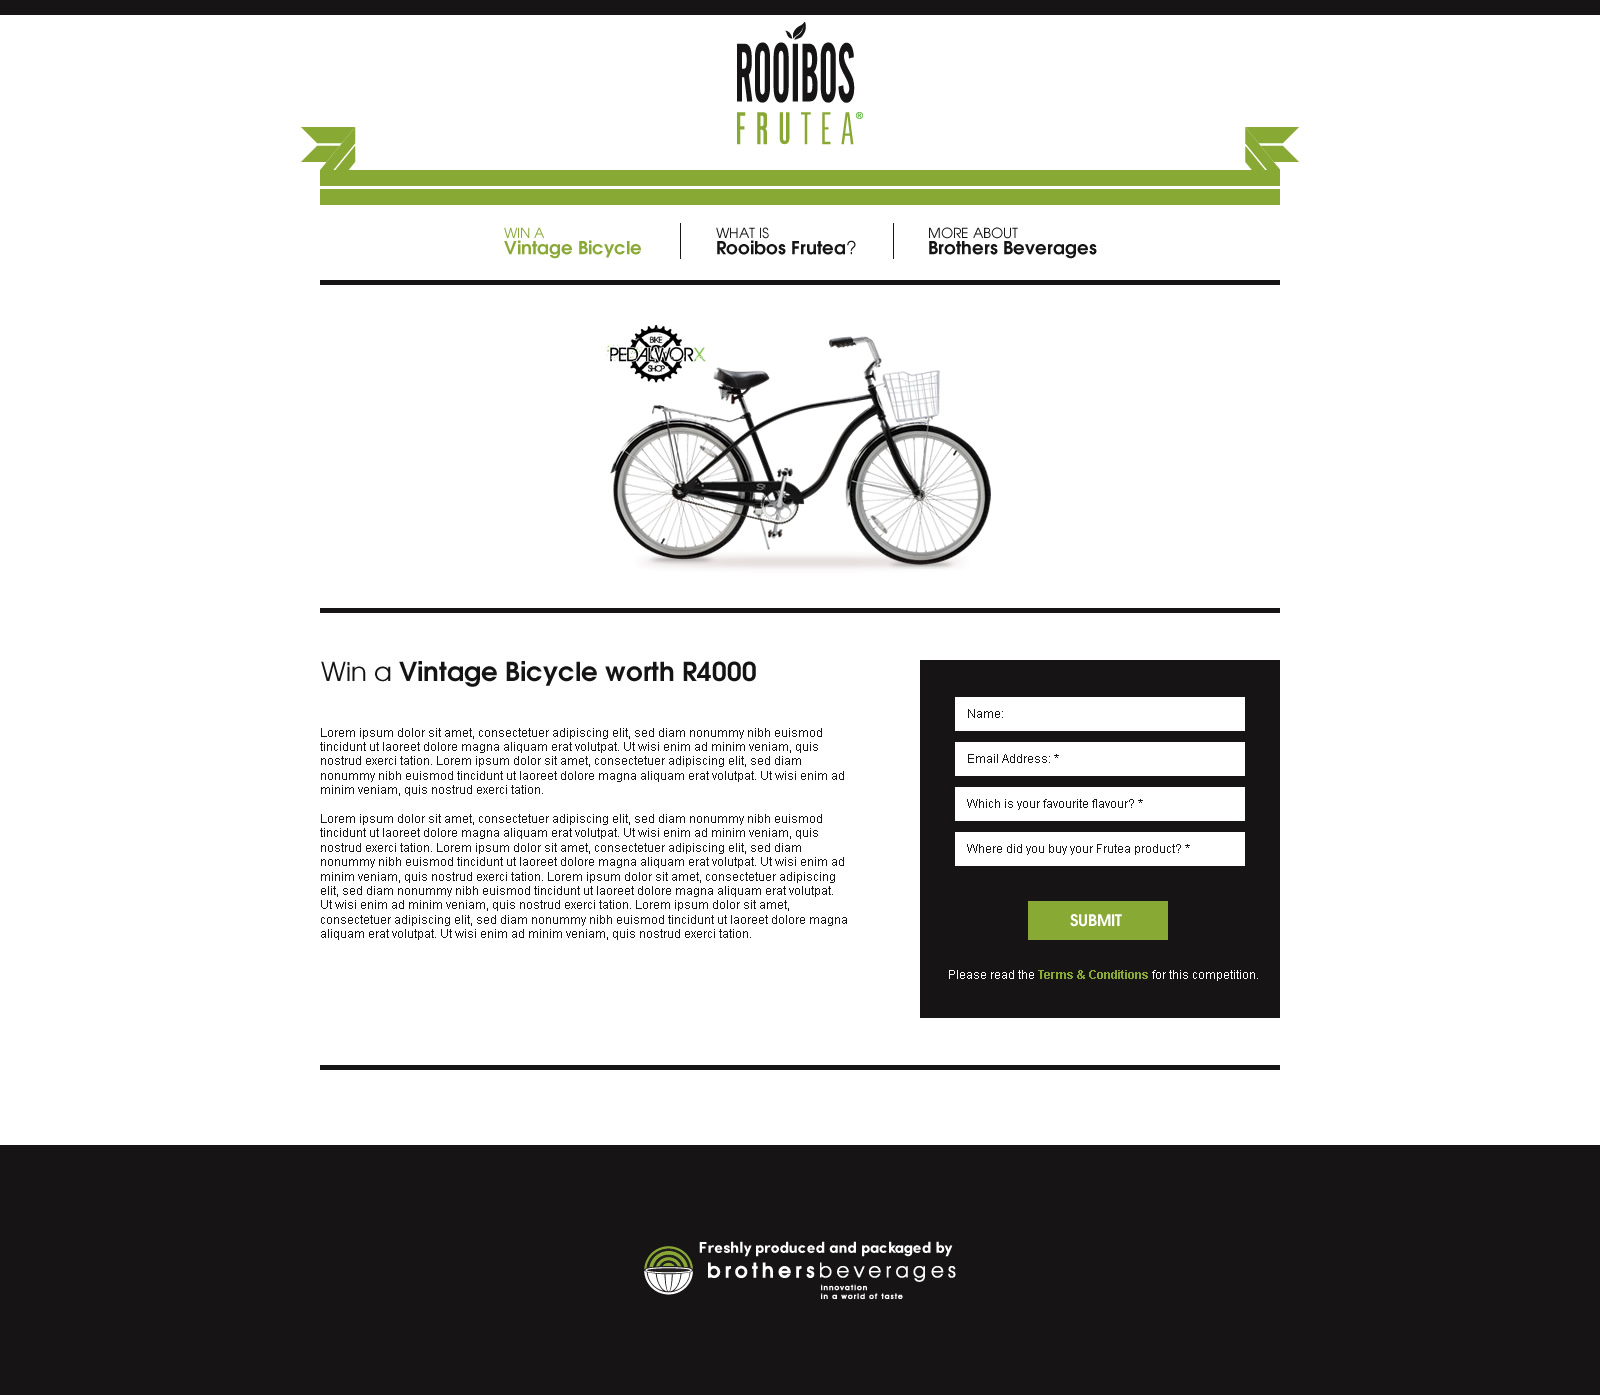 ROOIBOS
FRUTEA®
WIN A
Vintage Bicycle
WHAT IS
Rooibos Frutea?
MORE ABOUT
Brothers Beverages
BIKE
PEDALWORX
SHOP
Win a Vintage Bicycle worth R4000
Lorem ipsum dolor sit amet, consectetuer adipiscing elit, sed diam nonummy nibh euismod
tincidunt ut laoreet dolore magna aliquam erat volutpat. Ut wisi enim ad minim veniam, quis
nostrud exerci tation. Lorem ipsum dolor sit amet, consectetuer adipiscing elit, sed diam
nonummy nibh euismod tincidunt ut laoreet dolore magna aliquam erat volutpat. Ut wisi enim ad
minim veniam, quis nostrud exerci tation.
Lorem ipsum dolor sit amet, consectetuer adipiscing elit, sed diam nonummy nibh euismod
tincidunt ut laoreet dolore magna aliquam erat volutpat. Ut wisi enim ad minim veniam, quis
nostrud exerci tation. Lorem ipsum dolor sit amet, consectetuer adipiscing elit, sed diam
nonummy nibh euismod tincidunt ut laoreet dolore magna aliquam erat volutpat. Ut wisi enim ad
minim veniam, quis nostrud exerci tation. Lorem ipsum dolor sit amet, consectetuer adipiscing
elit, sed diam nonummy nibh euismod tincidunt ut laoreet dolore magna aliquam erat volutpat.
Ut wisi enim ad minim veniam, quis nostrud exerci tation. Lorem ipsum dolor sit amet,
consectetuer adipiscing elit, sed diam nonummy nibh euismod tincidunt ut laoreet dolore magna
aliquam erat volutpat. Ut wisi enim ad minim veniam, quis nostrud exerci tation.
Name:
Email Address: *
Which is your favourite flavour? *
Where did you buy your Frutea product? *
SUBMIT
Please read the Terms & Conditions for this competition.
Freshly produced and packaged by
brothersbeverages
innovation
in a world of taste